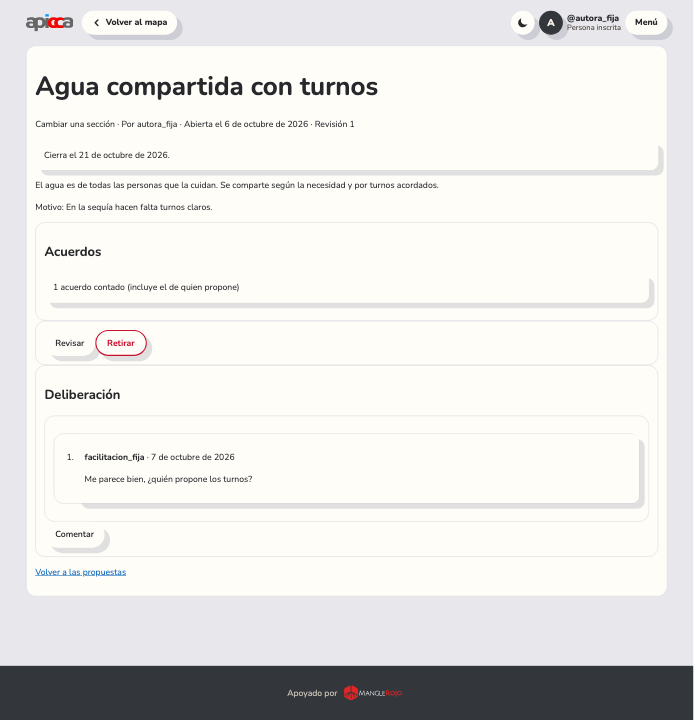 apicca
Volver al mapa
A
@autora_fija
Persona inscrita
Menú
Agua compartida con turnos
Cambiar una sección · Por autora_fija · Abierta el 6 de octubre de 2026 · Revisión 1
Cierra el 21 de octubre de 2026.
El agua es de todas las personas que la cuidan. Se comparte según la necesidad y por turnos acordados.
Motivo: En la sequía hacen falta turnos claros.
Acuerdos
1 acuerdo contado (incluye el de quien propone)
Revisar
Retirar
Deliberación
1. facilitacion_fija · 7 de octubre de 2026
Me parece bien, ¿quién propone los turnos?
Comentar
Volver a las propuestas
Apoyado por
MANGLEROJO